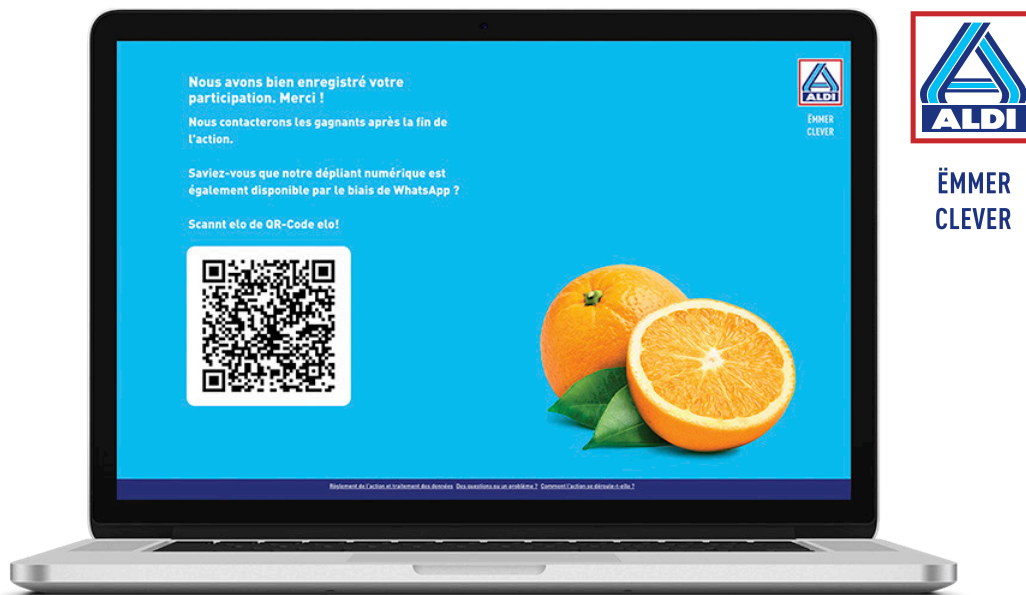 Nous avons bien enregistré votre
participation. Merci !
Nous contacterons les gagnants après la fin de
l'action.
Saviez-vous que notre dépliant numérique est
également disponible par le biais de WhatsApp ?
Scannt elo de QR-Code elo!
ALDI
ËMMER
CLEVER
ALDI
ËMMER
CLEVER
Règlement de l'action et traitement des données Des questions ou un problème ? Comment l'action se déroule-t-elle ?